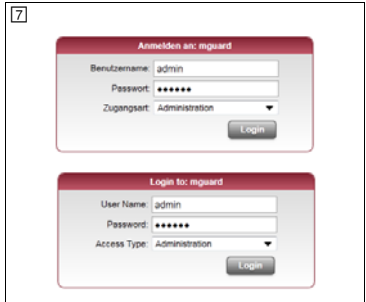 7
Anmelden an: mguard
Benutzername: admin
Passwort: ●●●●●●
Zugangsart: Administration
Login
Login to: mguard
User Name: admin
Password: ●●●●●●
Access Type: Administration
Login